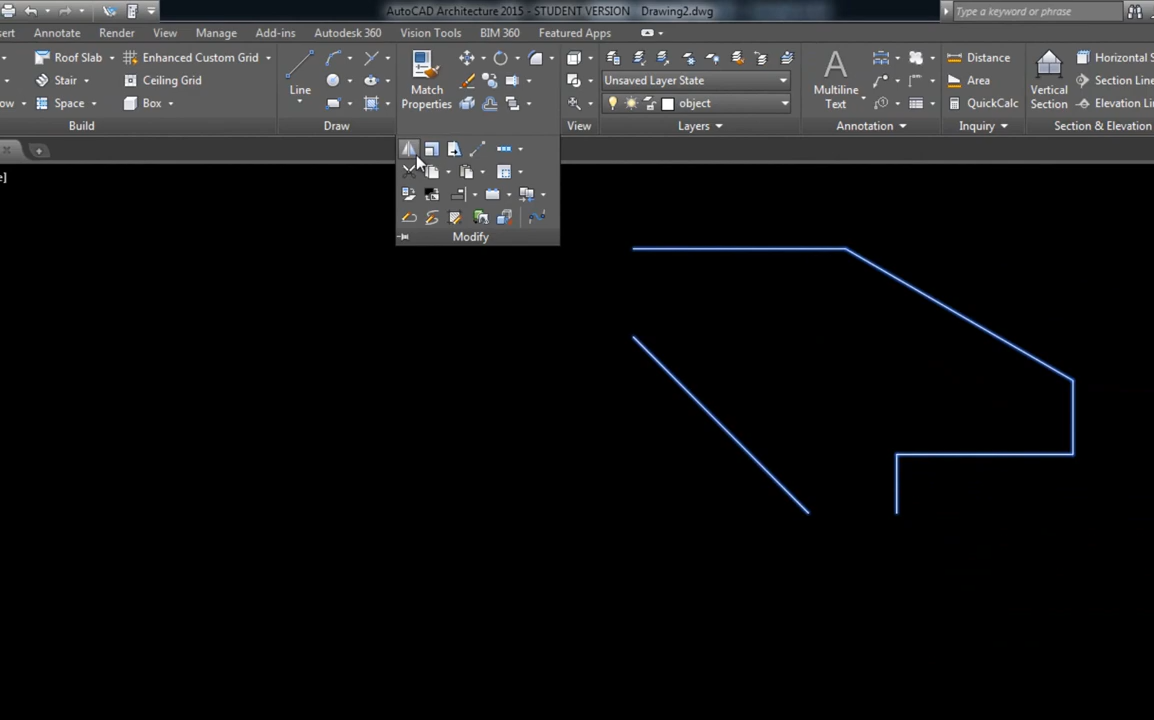 AutoCAD Architecture 2015 - STUDENT VERSION Drawing2.dwg
Type a keyword or phrase
sert Annotate Render View Manage Add-ins Autodesk 360 Vision Tools BIM 360 Featured Apps
Roof Slab Enhanced Custom Grid
Stair Ceiling Grid
ow Space Box
Build
Line
Draw
Match
Properties
View
Unsaved Layer State
object
Layers
Multiline
Text
Annotation
Distance
Area
QuickCalc
Inquiry
Vertical
Section
Horizontal S
Section Line
Elevation Lin
Section & Elevation
Modify
e]